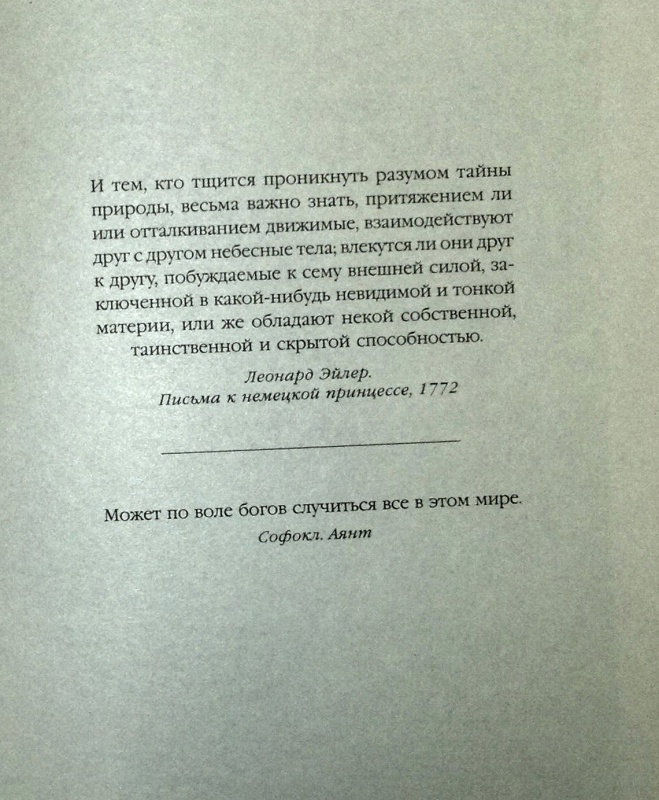 И тем, кто тщится проникнуть разумом тайны
природы, весьма важно знать, притяжением ли
или отталкиванием движимые, взаимодействуют
друг с другом небесные тела; влекутся ли они друг
к другу, побуждаемые к сему внешней силой, за-
ключенной в какой-нибудь невидимой и тонкой
материи, или же обладают некой собственной,
таинственной и скрытой способностью.
Леонард Эйлер.
Письма к немецкой принцессе, 1772
Может по воле богов случиться все в этом мире.
Софокл. Аянт